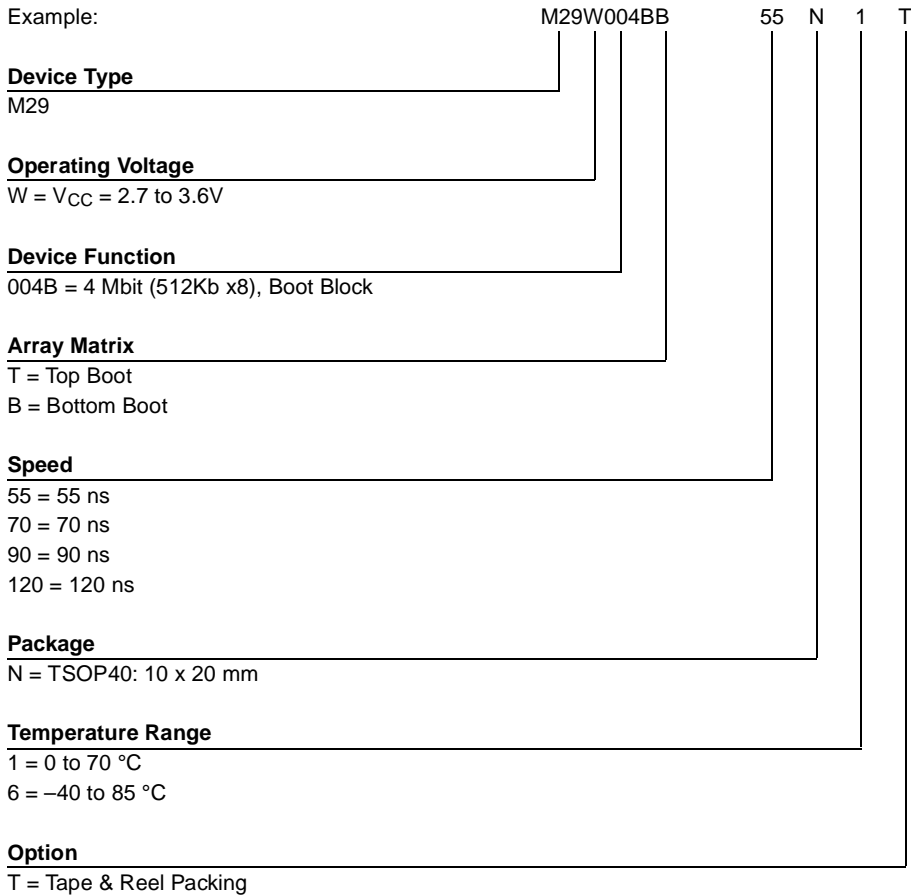 Example: M29W004BB 55 N 1 T
Device Type
M29
Operating Voltage
W = VCC = 2.7 to 3.6V
Device Function
004B = 4 Mbit (512Kb x8), Boot Block
Array Matrix
T = Top Boot
B = Bottom Boot
Speed
55 = 55 ns
70 = 70 ns
90 = 90 ns
120 = 120 ns
Package
N = TSOP40: 10 x 20 mm
Temperature Range
1 = 0 to 70 °C
6 = –40 to 85 °C
Option
T = Tape & Reel Packing